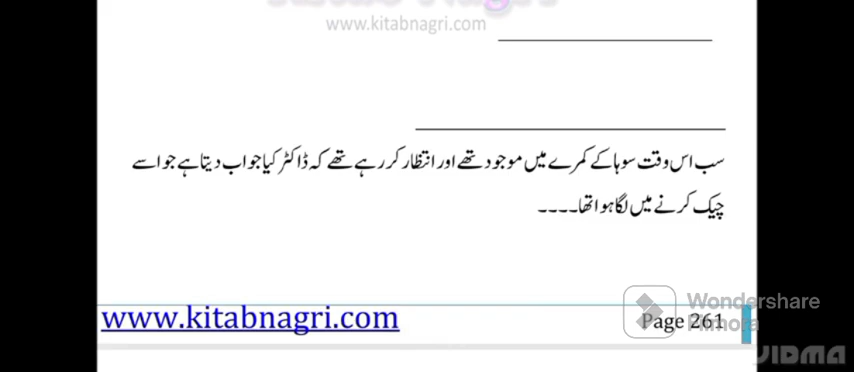 www.kitabnagri.com
سب اس وقت سوہا کے کمرے میں موجود تھے اور انتظار کر رہے تھے کہ ڈاکٹر کیا جواب دیتا ہے جو اسے
چیک کرنے میں لگا ہوا تھا۔۔۔۔
www.kitabnagri.com
Page 261
Wondershare
Filmora
VIDMA